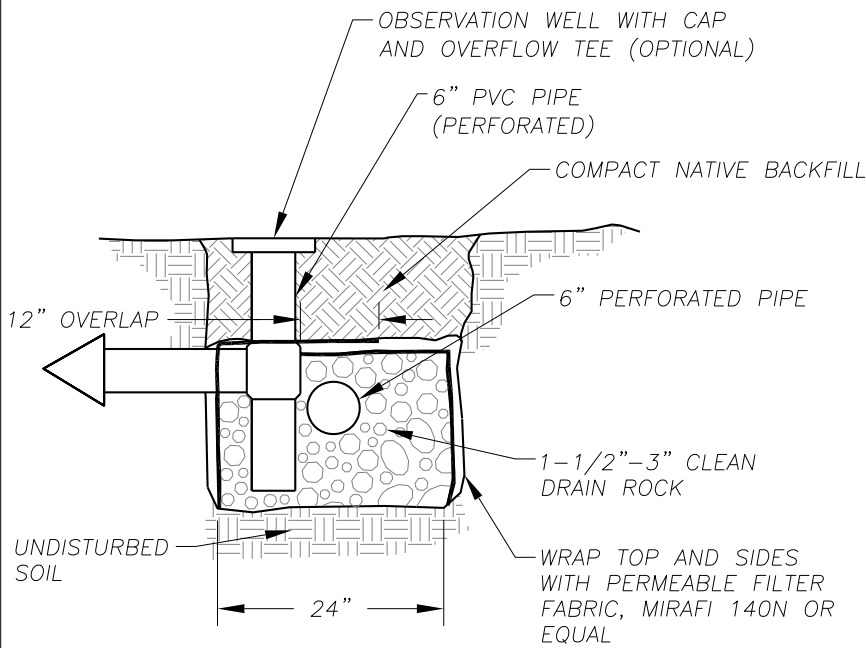 OBSERVATION WELL WITH CAP
AND OVERFLOW TEE (OPTIONAL)
6” PVC PIPE
(PERFORATED)
COMPACT NATIVE BACKFILL
12” OVERLAP
6” PERFORATED PIPE
1-1/2”-3” CLEAN
DRAIN ROCK
UNDISTURBED
SOIL
WRAP TOP AND SIDES
WITH PERMEABLE FILTER
FABRIC, MIRAFI 140N OR
EQUAL
24”